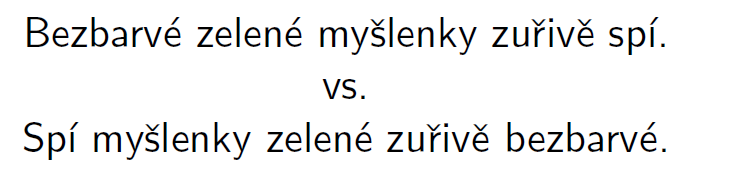 Bezbarvé zelené myšlenky zuřivě spí.
vs.
Spí myšlenky zelené zuřivě bezbarvé.